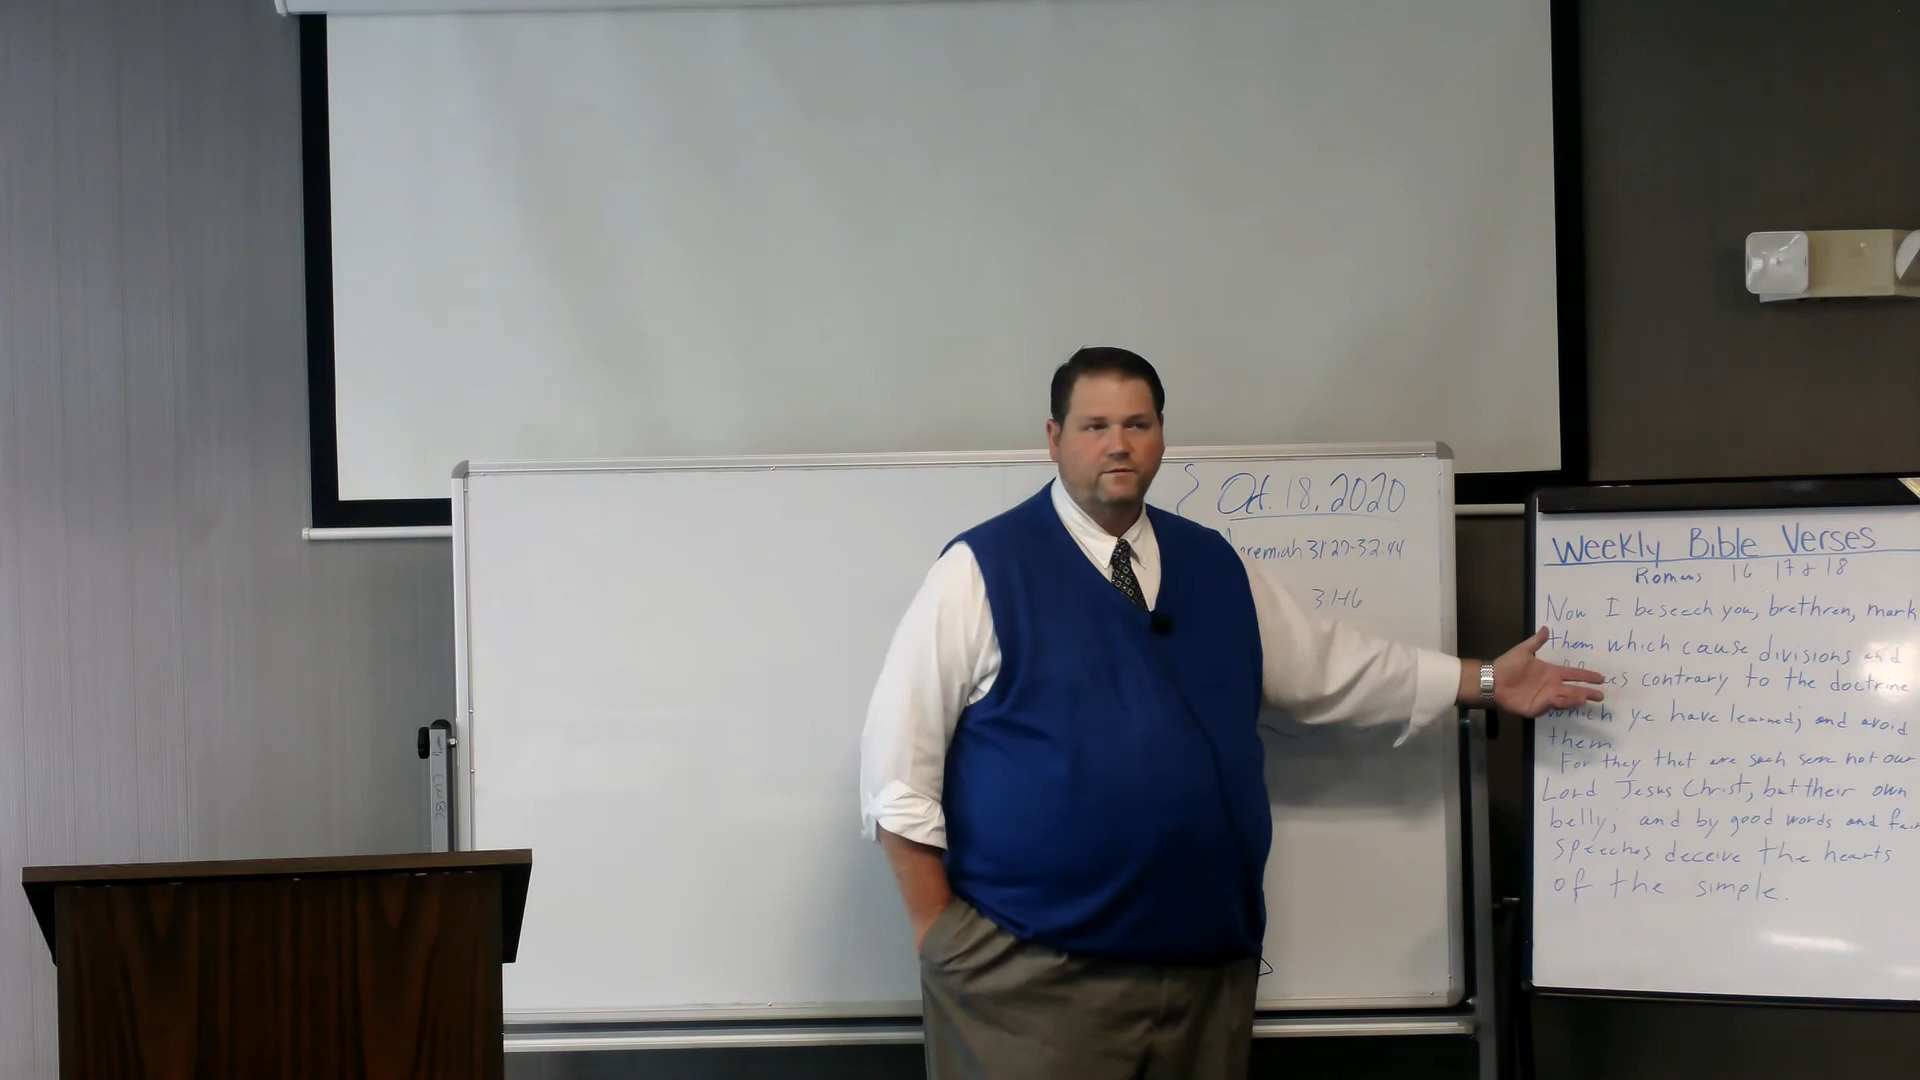 Oct. 18, 2020
Jeremiah 31:27-32:44
3:1-16
Weekly Bible Verses
Romans 16 17 & 18
Now I beseech you, brethren, mark
them which cause divisions and
contrary to the doctrine
which ye have learned; and avoid
them.
For they that are such serve not our
Lord Jesus Christ, but their own
belly; and by good words and fair
speeches deceive the hearts
of the simple.